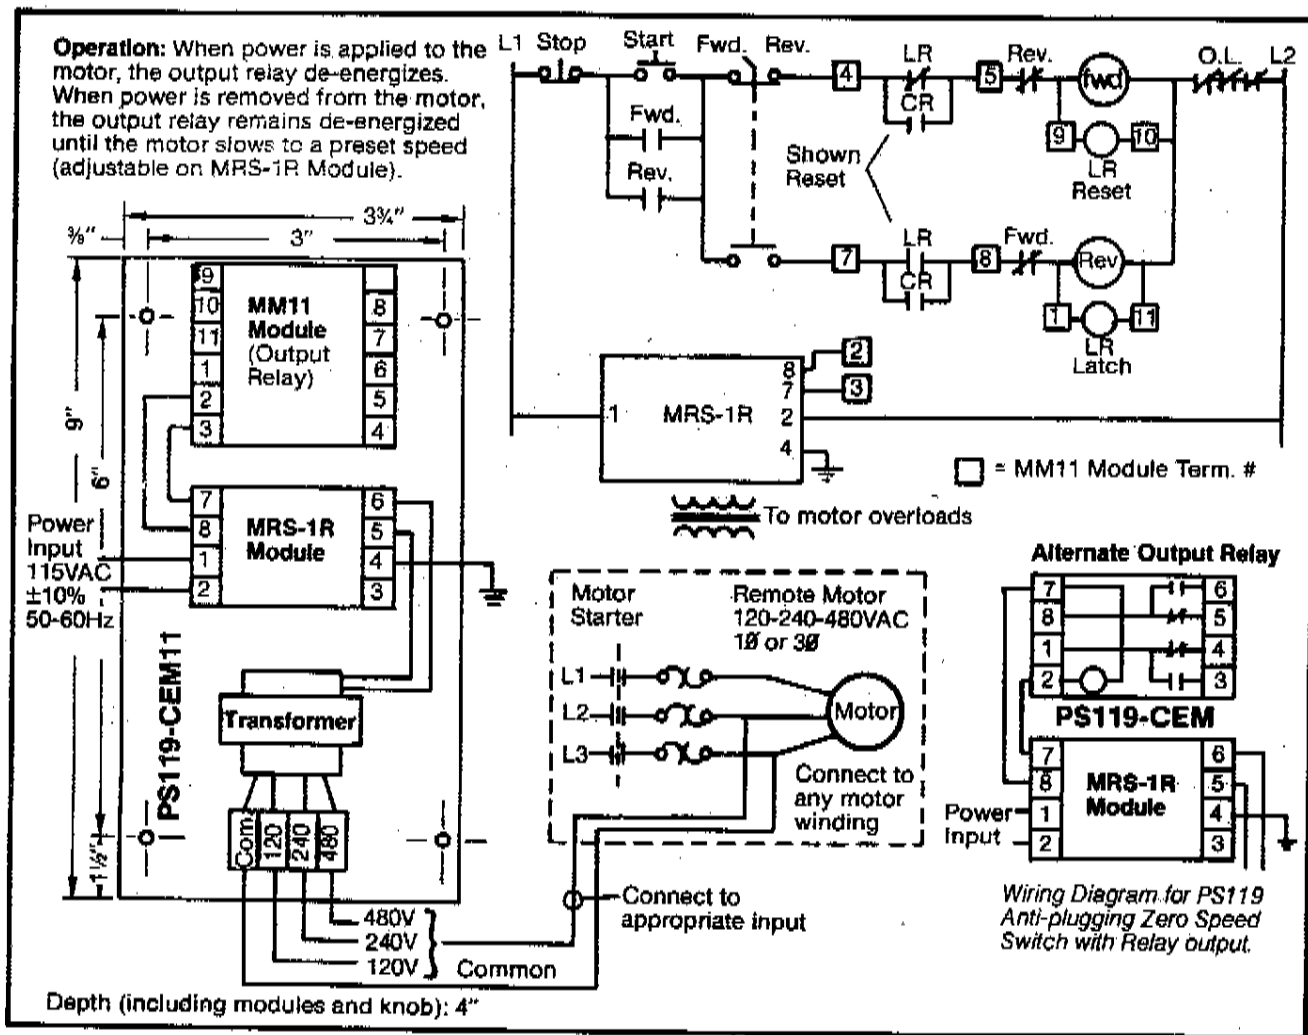 Operation: When power is applied to the
motor, the output relay de-energizes.
When power is removed from the motor,
the output relay remains de-energized
until the motor slows to a preset speed
(adjustable on MRS-1R Module).
L1 Stop Start Fwd. Rev. 4 LR 5 Rev. fwd O.L. L2
CR
Fwd.
9 10
LR
Reset
Rev.
Shown
Reset
7 LR 8 Fwd. Rev
CR
1 11
LR
Latch
3¾"
⅜" 3"
9"
6"
1½"
9
10
11
1
2
3
MM11
Module
(Output
Relay)
8
7
6
5
4
7
8
1
2
MRS-1R
Module
6
5
4
3
Power
Input
115VAC
±10%
50-60Hz
PS119-CEM11
Transformer
Com
120
240
480
480V
240V
120V
Common
Depth (including modules and knob): 4"
1 MRS-1R 8 2
7 3
2
4
= MM11 Module Term. #
To motor overloads
Motor
Starter
Remote Motor
120-240-480VAC
1Ø or 3Ø
L1
L2
L3
Motor
Connect to
any motor
winding
Connect to
appropriate input
Alternate Output Relay
7 6
8 5
1 4
2 3
PS119-CEM
7 6
8 5
1 4
2 3
MRS-1R
Module
Power
Input
Wiring Diagram for PS119
Anti-plugging Zero Speed
Switch with Relay output.